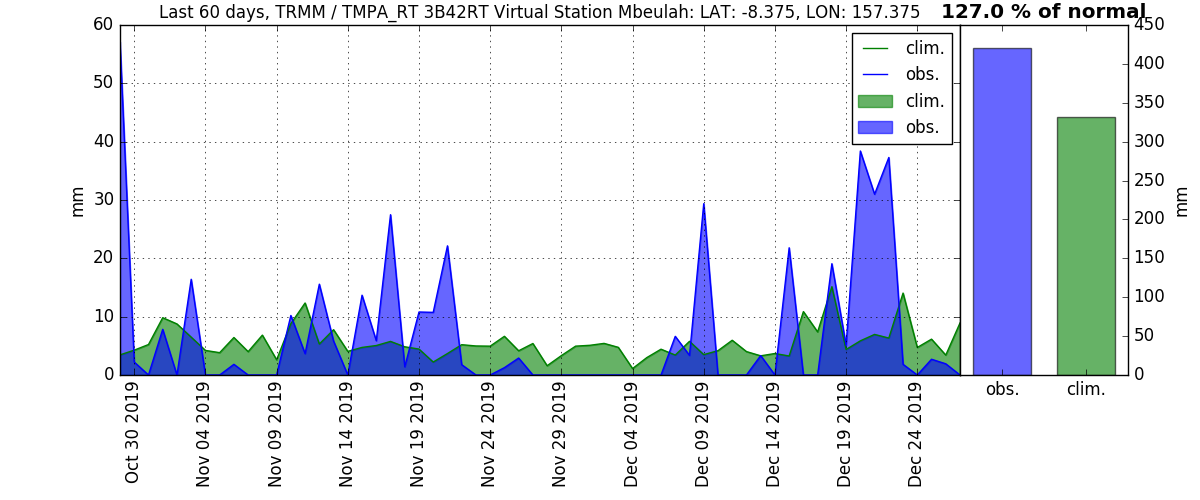 Last 60 days, TRMM / TMPA_RT 3B42RT Virtual Station Mbeulah: LAT: -8.375, LON: 157.375
127.0 % of normal
60
50
40
30
20
10
0
mm
clim.
obs.
clim.
obs.
Oct 30 2019
Nov 04 2019
Nov 09 2019
Nov 14 2019
Nov 19 2019
Nov 24 2019
Nov 29 2019
Dec 04 2019
Dec 09 2019
Dec 14 2019
Dec 19 2019
Dec 24 2019
450
400
350
300
250
200
150
100
50
0
mm
obs.
clim.